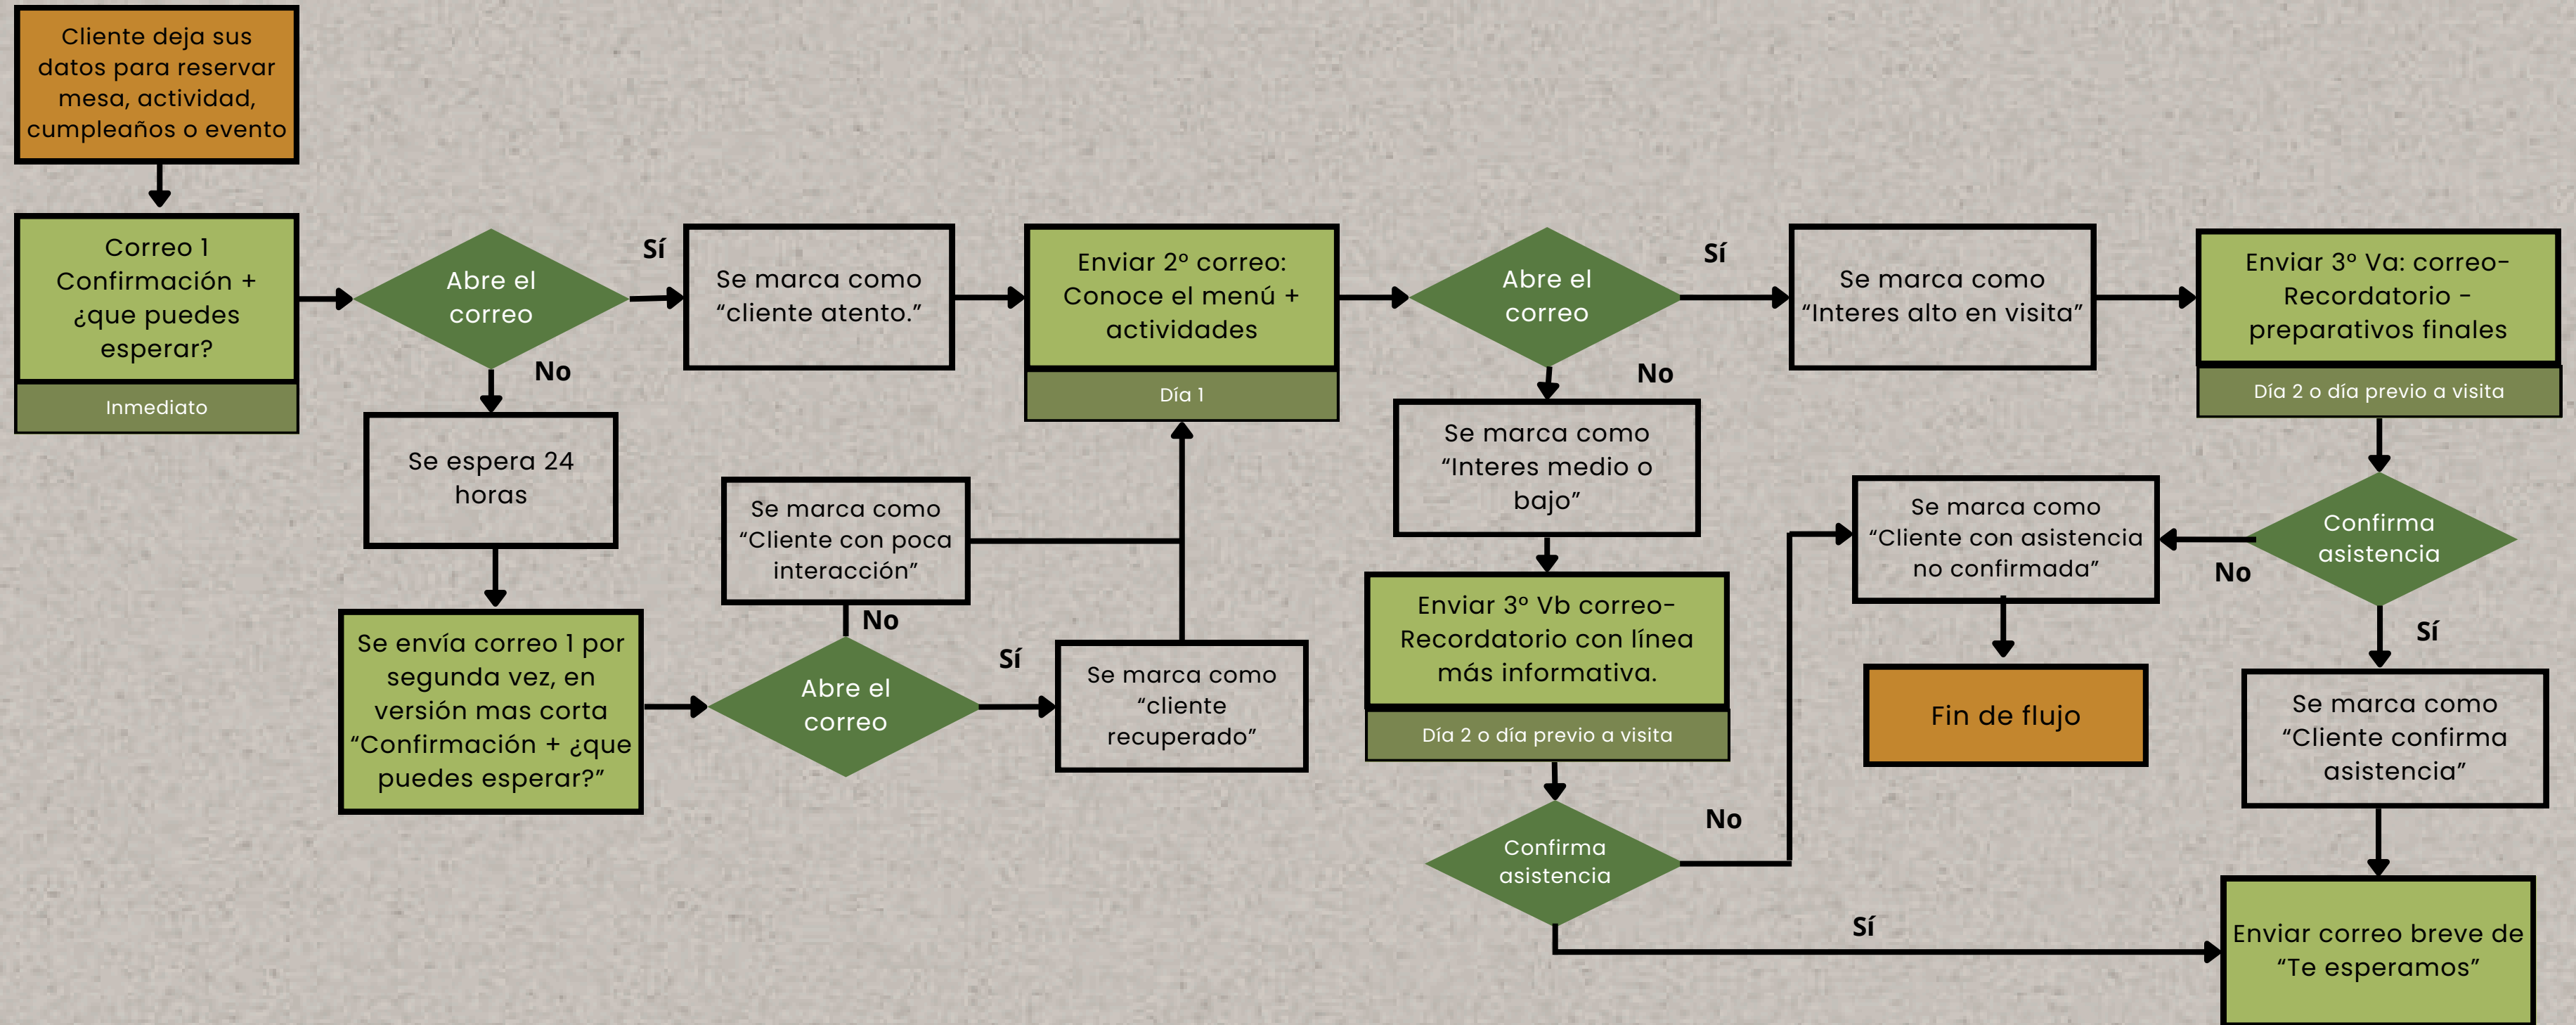 Cliente deja sus
datos para reservar
mesa, actividad,
cumpleaños o evento
Correo 1
Confirmación +
¿que puedes
esperar?
Inmediato
Abre el
correo
Sí
No
Se marca como
“cliente atento.”
Se espera 24
horas
Se envía correo 1 por
segunda vez, en
versión mas corta
“Confirmación + ¿que
puedes esperar?”
Abre el
correo
No
Sí
Se marca como
“Cliente con poca
interacción”
Se marca como
“cliente
recuperado”
Enviar 2º correo:
Conoce el menú +
actividades
Día 1
Abre el
correo
Sí
No
Se marca como
“Interes alto en visita”
Se marca como
“Interes medio o
bajo”
Enviar 3º Vb correo-
Recordatorio con línea
más informativa.
Día 2 o día previo a visita
Confirma
asistencia
No
Sí
Enviar 3º Va: correo-
Recordatorio -
preparativos finales
Día 2 o día previo a visita
Confirma
asistencia
No
Sí
Se marca como
“Cliente con asistencia
no confirmada”
Fin de flujo
Se marca como
“Cliente confirma
asistencia”
Enviar correo breve de
“Te esperamos”